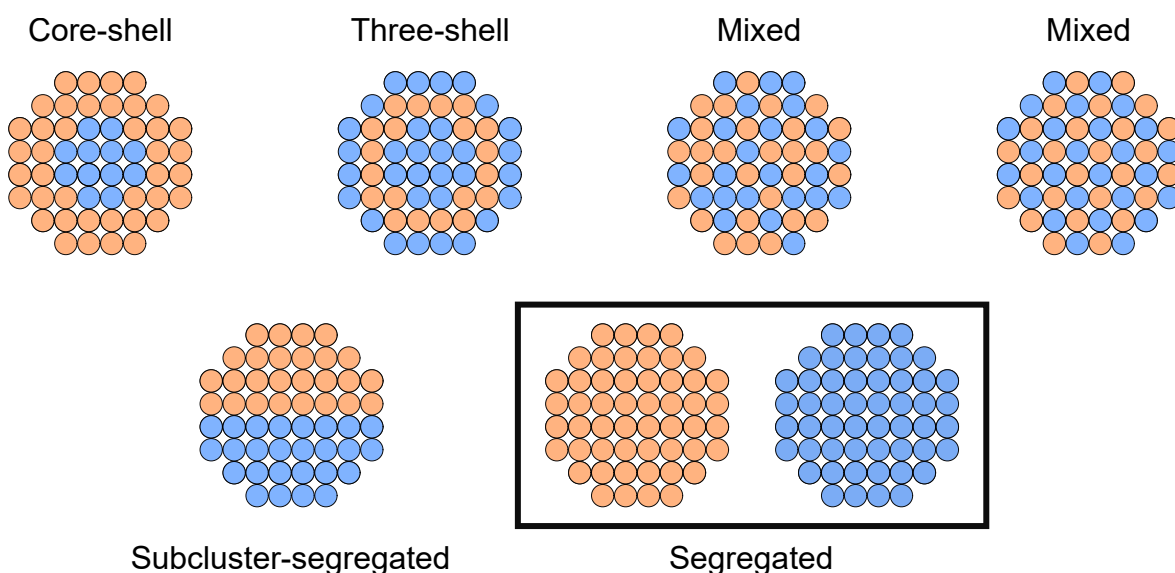 Core-shell
Three-shell
Mixed
Mixed
Subcluster-segregated
Segregated